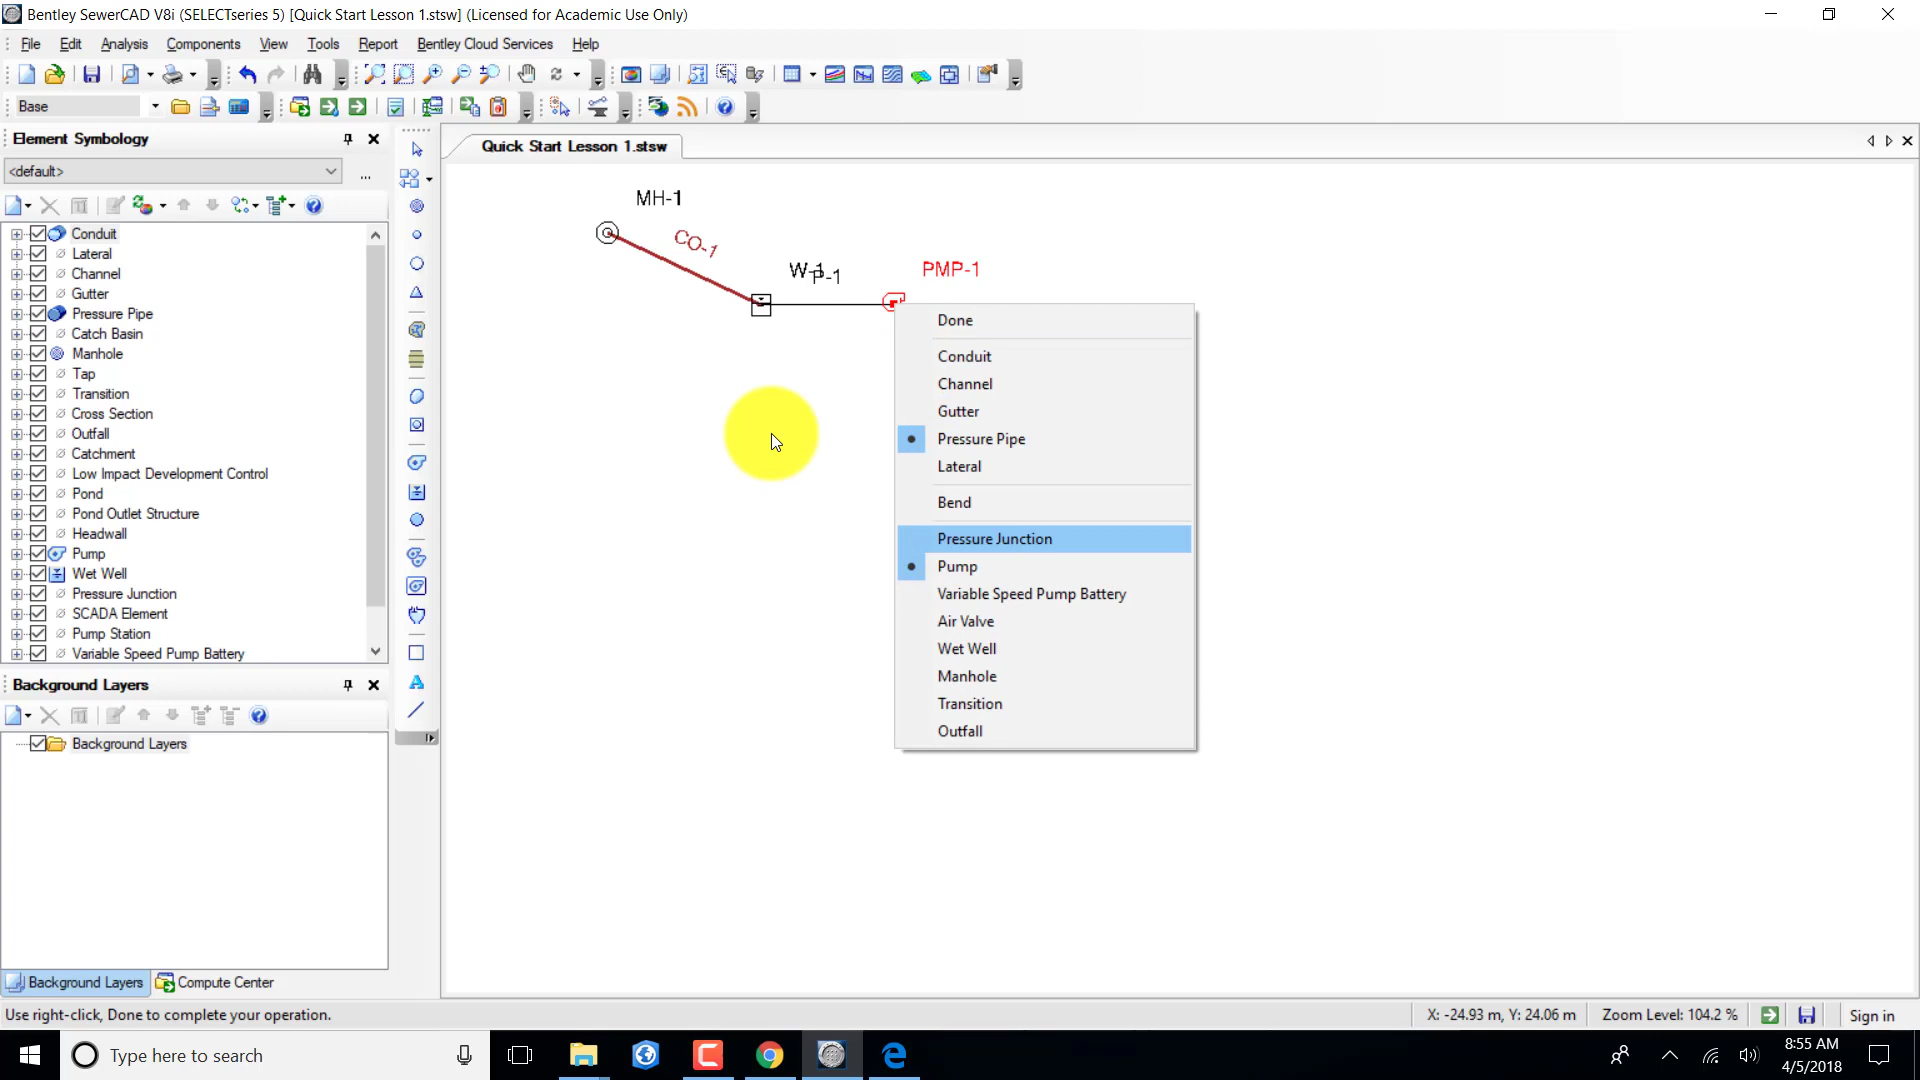 Bentley SewerCAD V8i (SELECTseries 5) [Quick Start Lesson 1.stsw] (Licensed for Academic Use Only)
File Edit Analysis Components View Tools Report Bentley Cloud Services Help
Base
Element Symbology
<default>
...
Conduit
Lateral
Channel
Gutter
Pressure Pipe
Catch Basin
Manhole
Tap
Transition
Cross Section
Outfall
Catchment
Low Impact Development Control
Pond
Pond Outlet Structure
Headwall
Pump
Wet Well
Pressure Junction
SCADA Element
Pump Station
Variable Speed Pump Battery
Background Layers
Background Layers
Background Layers Compute Center
Quick Start Lesson 1.stsw
MH-1
CO-1
W-1
P-1
PMP-1
Done
Conduit
Channel
Gutter
Pressure Pipe
Lateral
Bend
Pressure Junction
Pump
Variable Speed Pump Battery
Air Valve
Wet Well
Manhole
Transition
Outfall
Use right-click, Done to complete your operation.
X: -24.93 m, Y: 24.06 m Zoom Level: 104.2 % Sign in
Type here to search
8:55 AM
4/5/2018